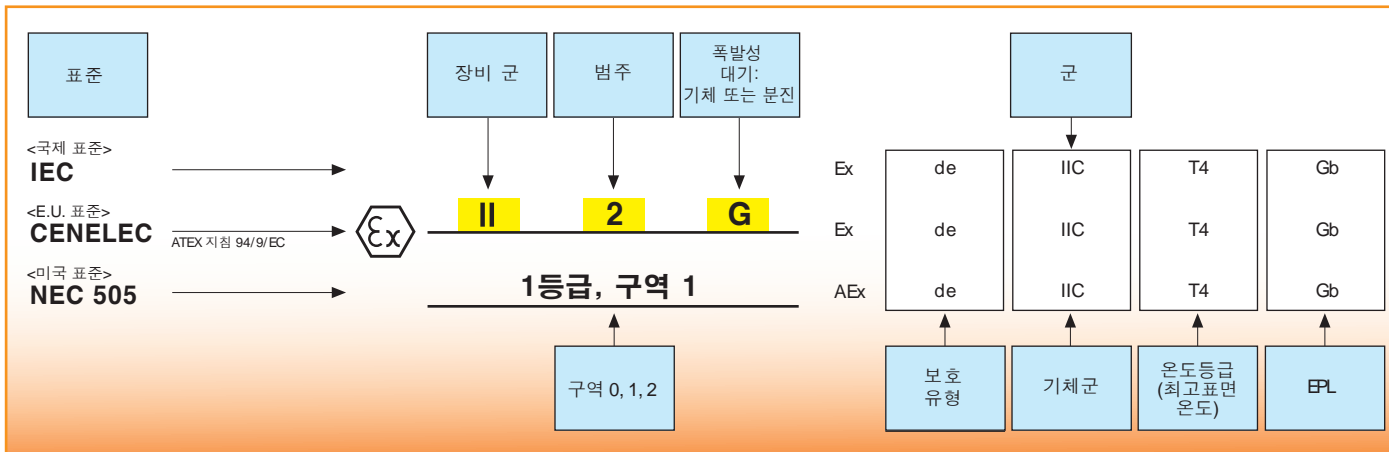 표준
장비 군
범주
폭발성
대기:
기체 또는 분진
군
<국제 표준>
IEC
Ex de IIC T4 Gb
<E.U. 표준>
CENELEC
ATEX 지침 94/9/EC
Ex
II 2 G
Ex de IIC T4 Gb
<미국 표준>
NEC 505
1등급, 구역 1
AEx de IIC T4 Gb
구역 0, 1, 2
보호
유형
기체군
온도등급
(최고표면
온도)
EPL